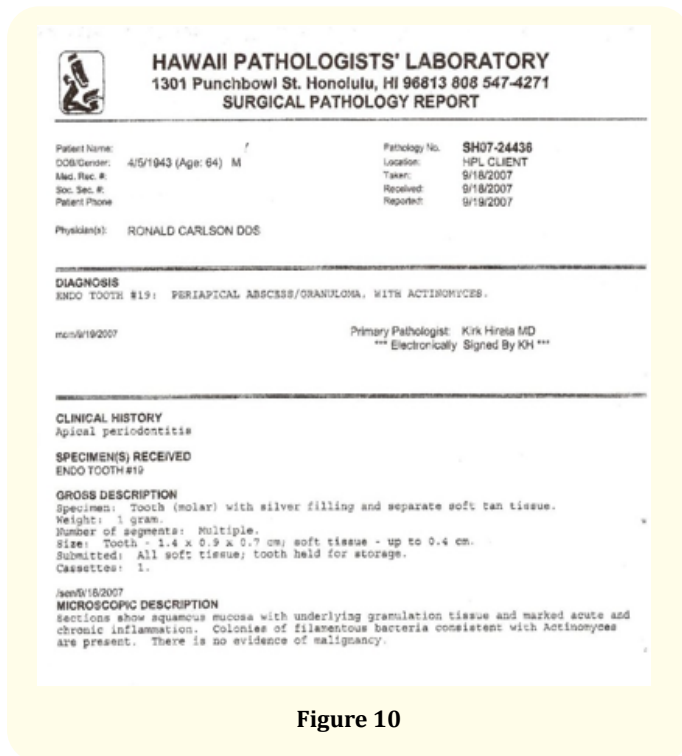 HAWAII PATHOLOGISTS' LABORATORY
1301 Punchbowl St. Honolulu, HI 96813 808 547-4271
SURGICAL PATHOLOGY REPORT
Patient Name:
DOB/Gender: 4/5/1943 (Age: 64) M
Med. Rec. #:
Soc. Sec. #:
Patient Phone
Physician(s): RONALD CARLSON DDS
Pathology No. SH07-24436
Location: HPL CLIENT
Taken: 9/18/2007
Received: 9/18/2007
Reported: 9/19/2007
DIAGNOSIS
ENDO TOOTH #19: PERIAPICAL ABSCESS/GRANULOMA, WITH ACTINOMYCES.
9/19/2007
Primary Pathologist: Kirk Hirata MD
*** Electronically Signed By KH ***
CLINICAL HISTORY
Apical periodontitis
SPECIMEN(S) RECEIVED
ENDO TOOTH #19
GROSS DESCRIPTION
Specimen: Tooth (molar) with silver filling and separate soft tan tissue.
Weight: 1 gram.
Number of segments: Multiple.
Size: Tooth - 1.4 x 0.9 x 0.7 cm; soft tissue - up to 0.4 cm.
Submitted: All soft tissue; tooth held for storage.
Cassettes: 1.
/sen/9/18/2007
MICROSCOPIC DESCRIPTION
Sections show squamous mucosa with underlying granulation tissue and marked acute and
chronic inflammation. Colonies of filamentous bacteria consistent with Actinomyces
are present. There is no evidence of malignancy.
Figure 10